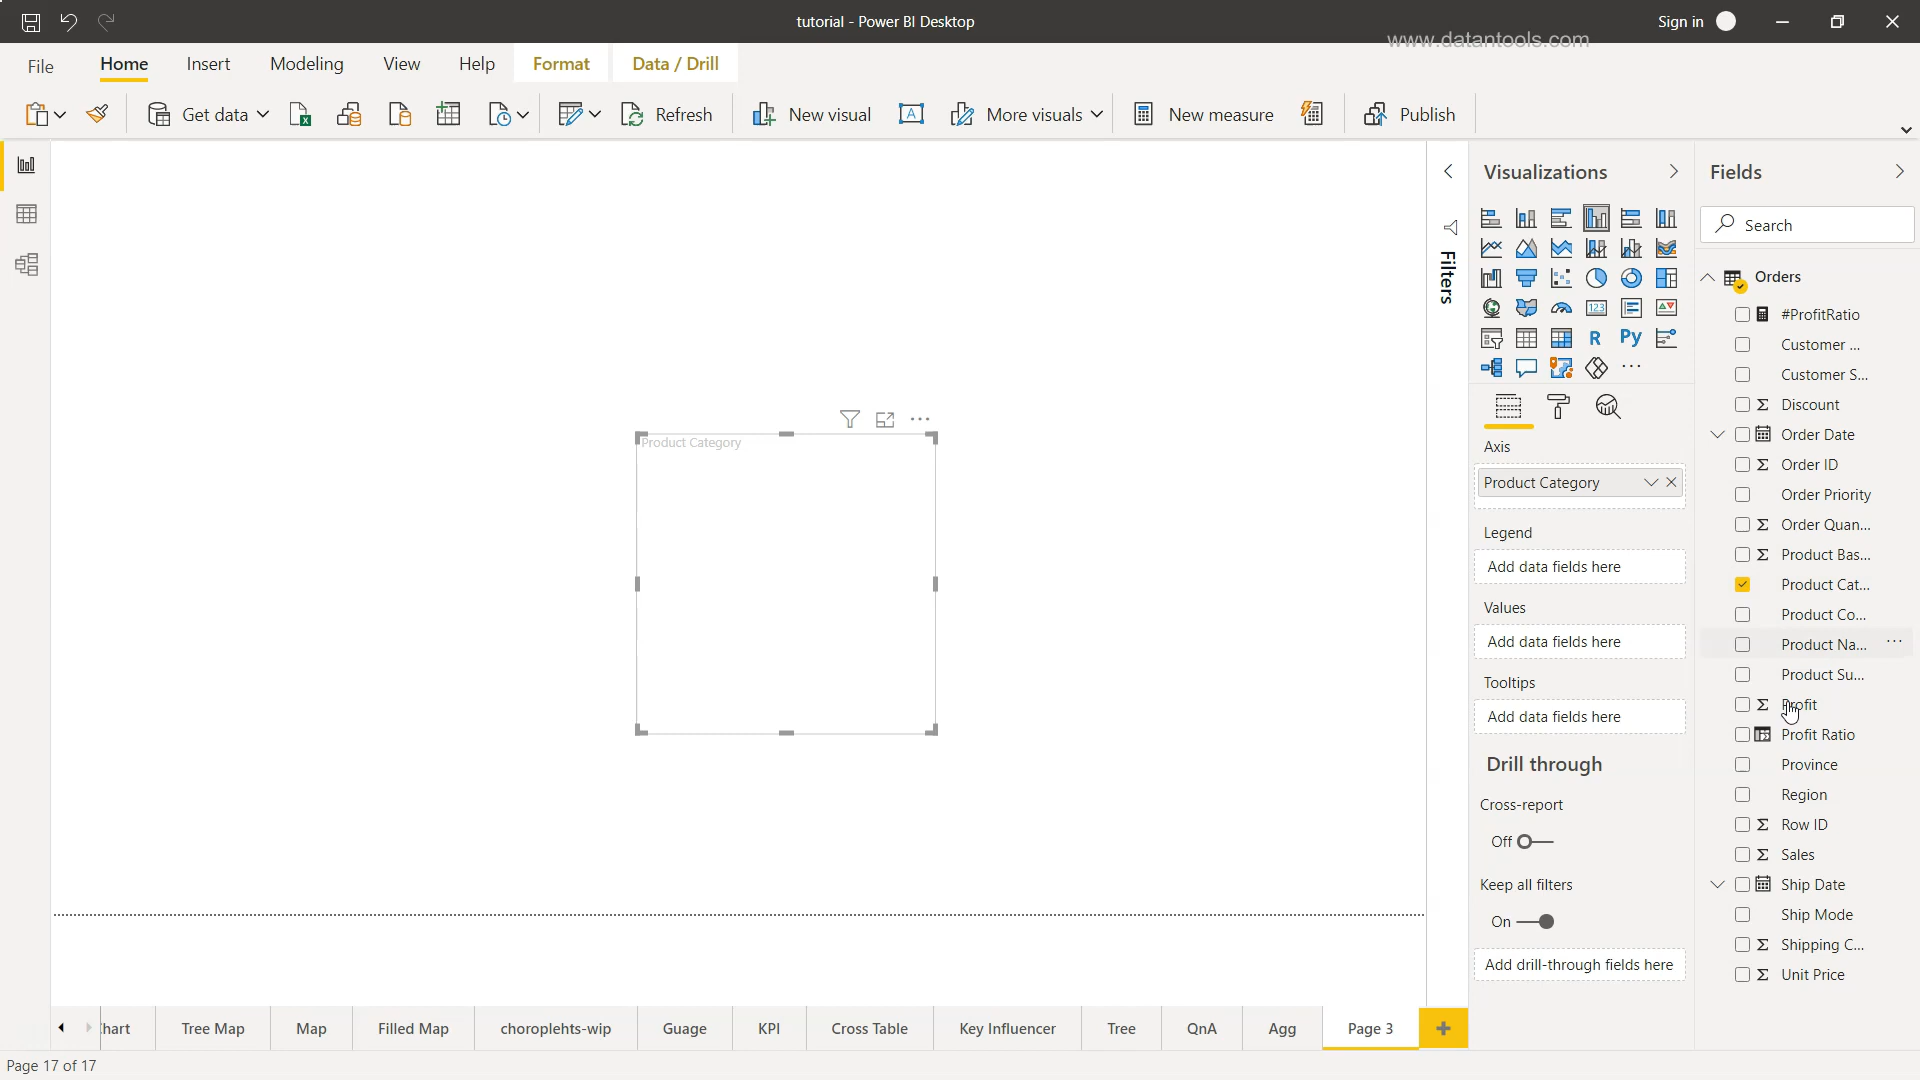 tutorial - Power BI Desktop
Sign in
www.datantools.com
File
Home
Insert
Modeling
View
Help
Format
Data / Drill
Get data
Refresh
New visual
More visuals
New measure
Publish
Filters
Visualizations
R
Py
123
Axis
Product Category
Legend
Add data fields here
Values
Add data fields here
Tooltips
Add data fields here
Drill through
Cross-report
Off
Keep all filters
On
Add drill-through fields here
Fields
Search
Orders
#ProfitRatio
Customer ...
Customer S...
Discount
Order Date
Order ID
Order Priority
Order Quan...
Product Bas...
Product Cat...
Product Co...
Product Na...
Product Su...
Profit
Profit Ratio
Province
Region
Row ID
Sales
Ship Date
Ship Mode
Shipping C...
Unit Price
Product Category
hart
Tree Map
Map
Filled Map
choroplehts-wip
Guage
KPI
Cross Table
Key Influencer
Tree
QnA
Agg
Page 3
Page 17 of 17